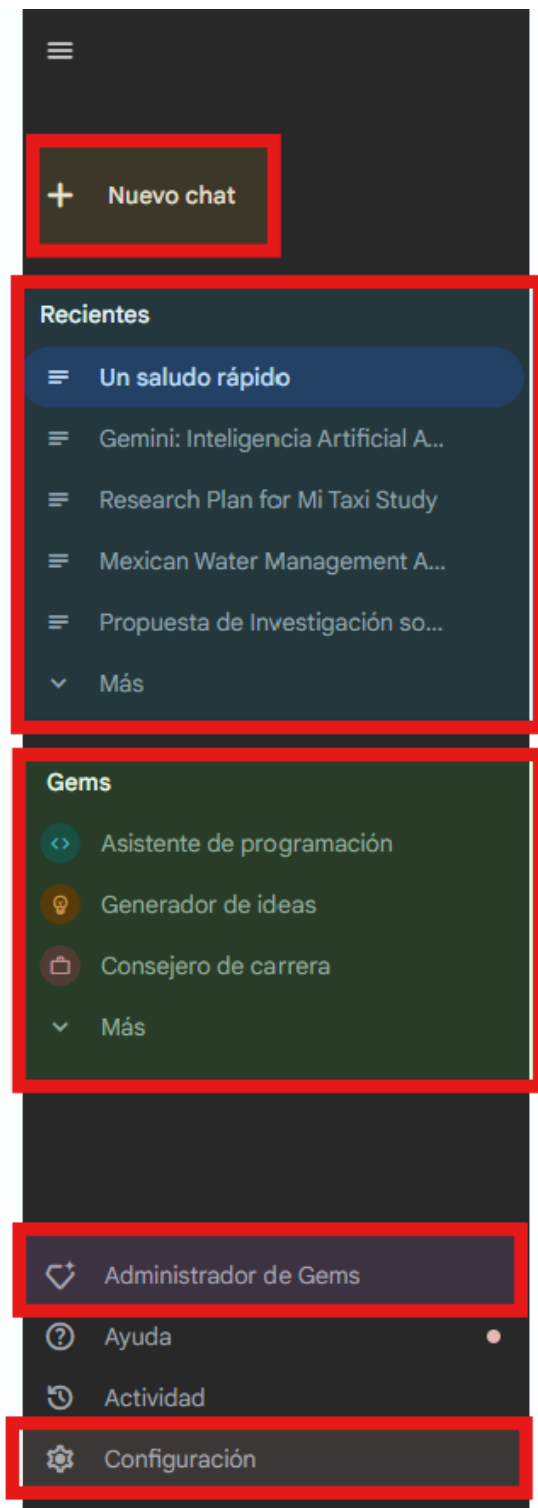 Nuevo chat
Recientes
Un saludo rápido
Gemini: Inteligencia Artificial A...
Research Plan for Mi Taxi Study
Mexican Water Management A...
Propuesta de Investigación so...
Más
Gems
Asistente de programación
Generador de ideas
Consejero de carrera
Más
Administrador de Gems
Ayuda
Actividad
Configuración